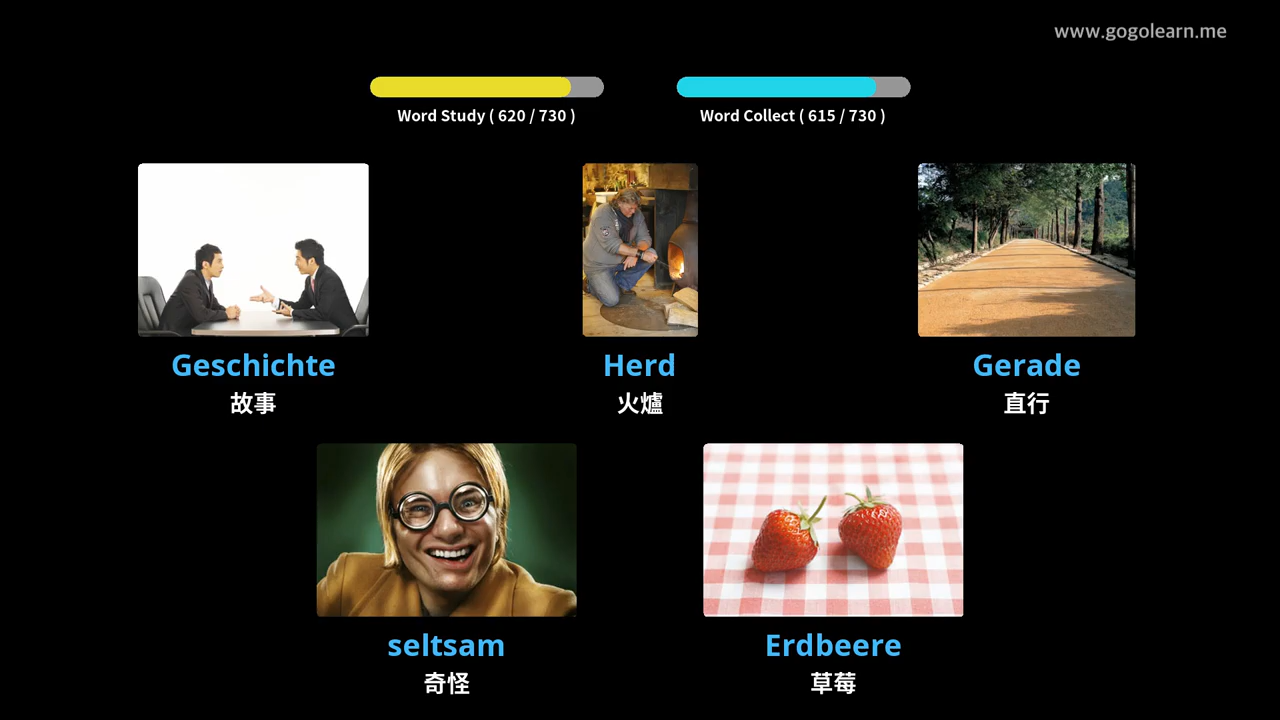 www.gogolearn.me
Word Study ( 620 / 730 )
Word Collect ( 615 / 730 )
Geschichte
故事
Herd
火爐
Gerade
直行
seltsam
奇怪
Erdbeere
草莓